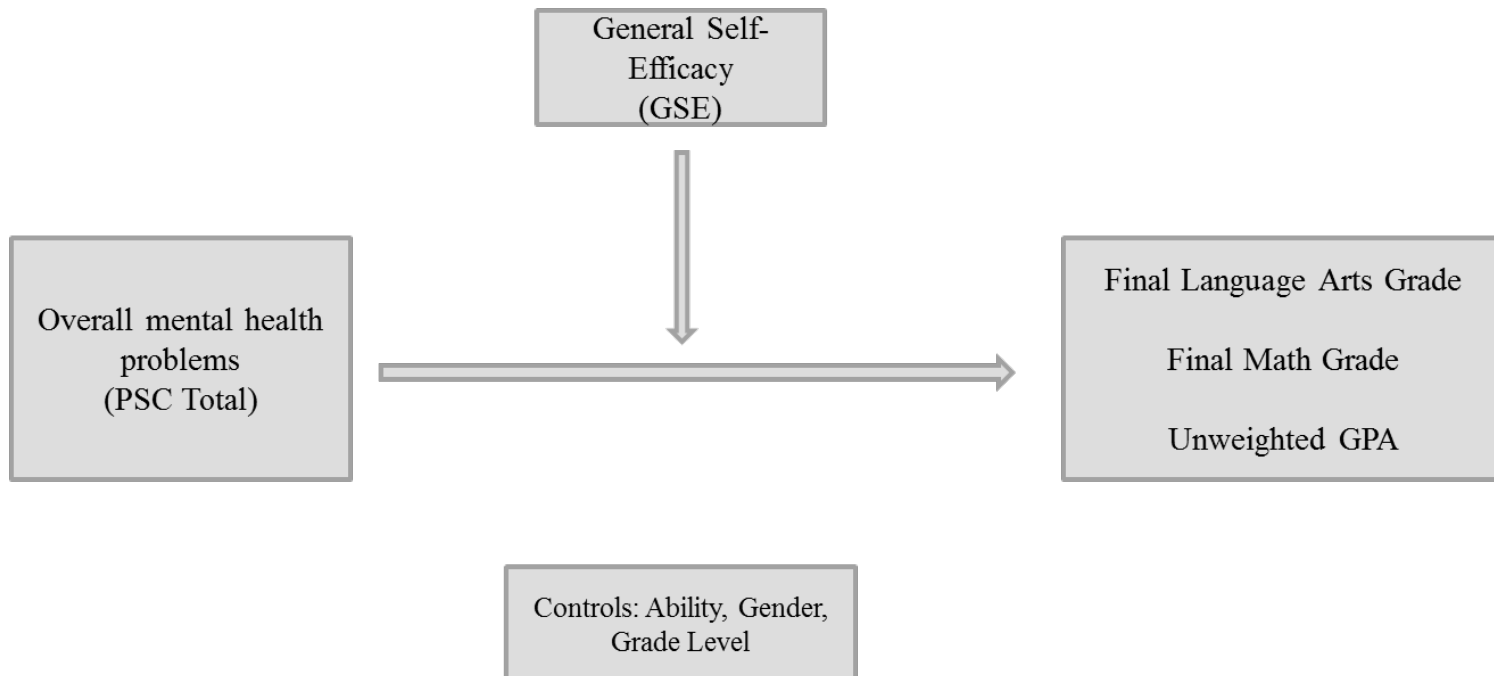 General Self-
Efficacy
(GSE)
Overall mental health
problems
(PSC Total)
Final Language Arts Grade
Final Math Grade
Unweighted GPA
Controls: Ability, Gender,
Grade Level